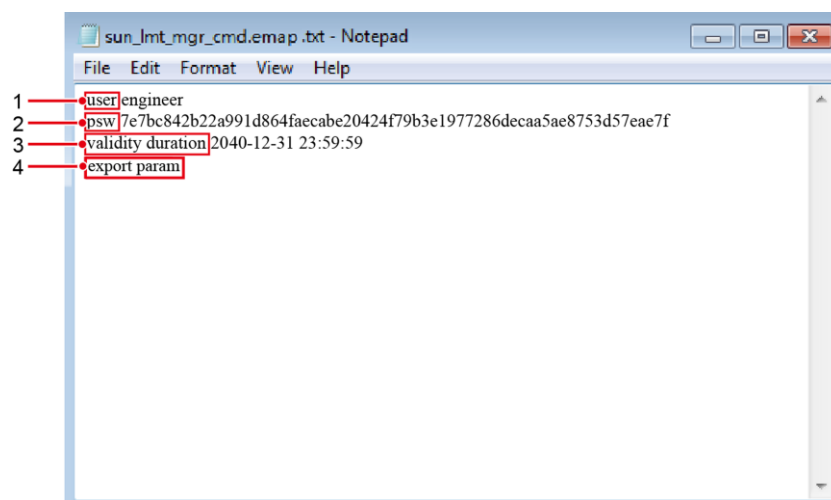 sun_lmt_mgr_cmd.emap .txt - Notepad
File Edit Format View Help
1 user engineer
2 psw 7e7bc842b22a991d864faecabe20424f79b3e1977286decaa5ae8753d57eae7f
3 validity duration 2040-12-31 23:59:59
4 export param